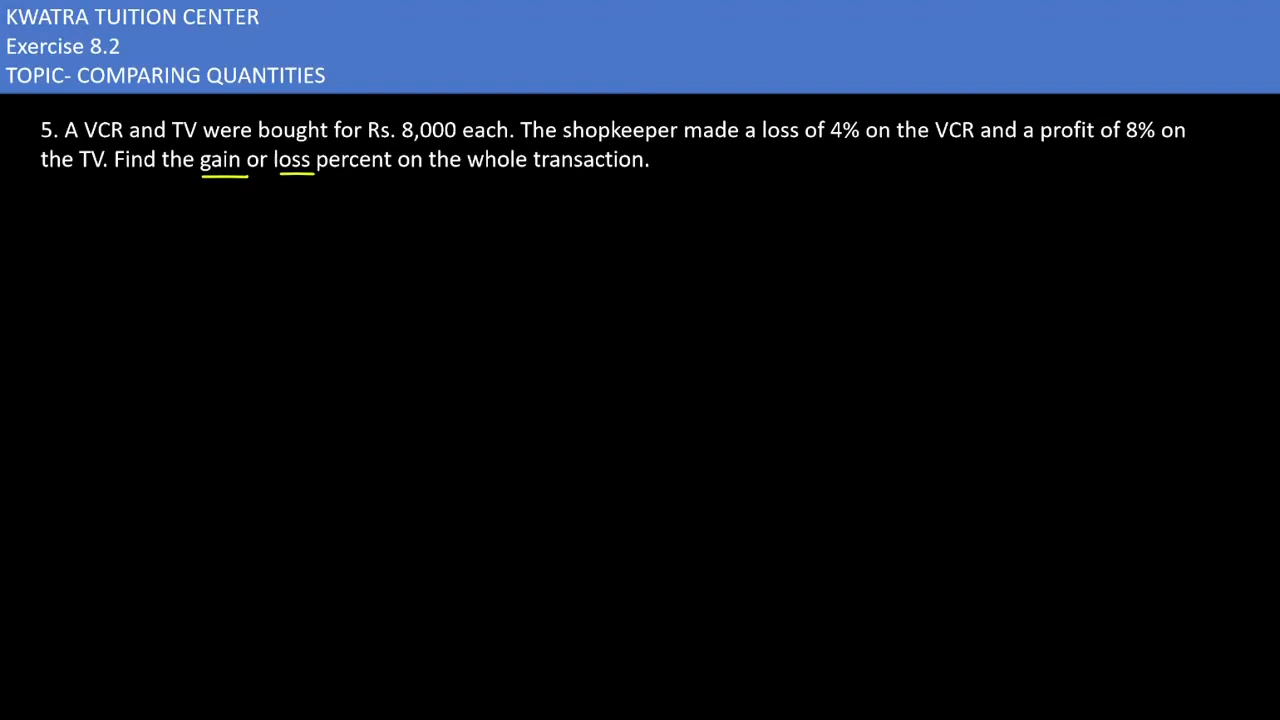 KWATRA TUITION CENTER
Exercise 8.2
TOPIC- COMPARING QUANTITIES
5. A VCR and TV were bought for Rs. 8,000 each. The shopkeeper made a loss of 4% on the VCR and a profit of 8% on
the TV. Find the gain or loss percent on the whole transaction.